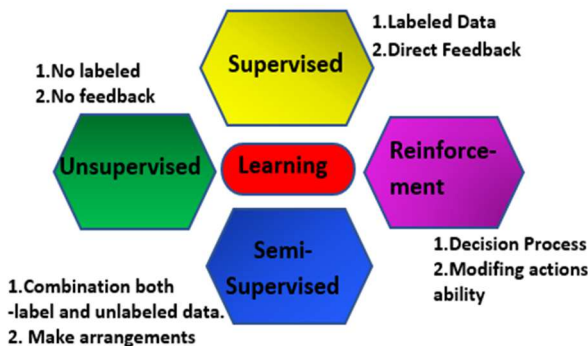 1.Labeled Data
2.Direct Feedback
Supervised
1.No labeled
2.No feedback
Unsupervised
Learning
Reinforce-
ment
1.Decision Process
2.Modifing actions
ability
Semi-
Supervised
1.Combination both
-label and unlabeled data.
2. Make arrangements